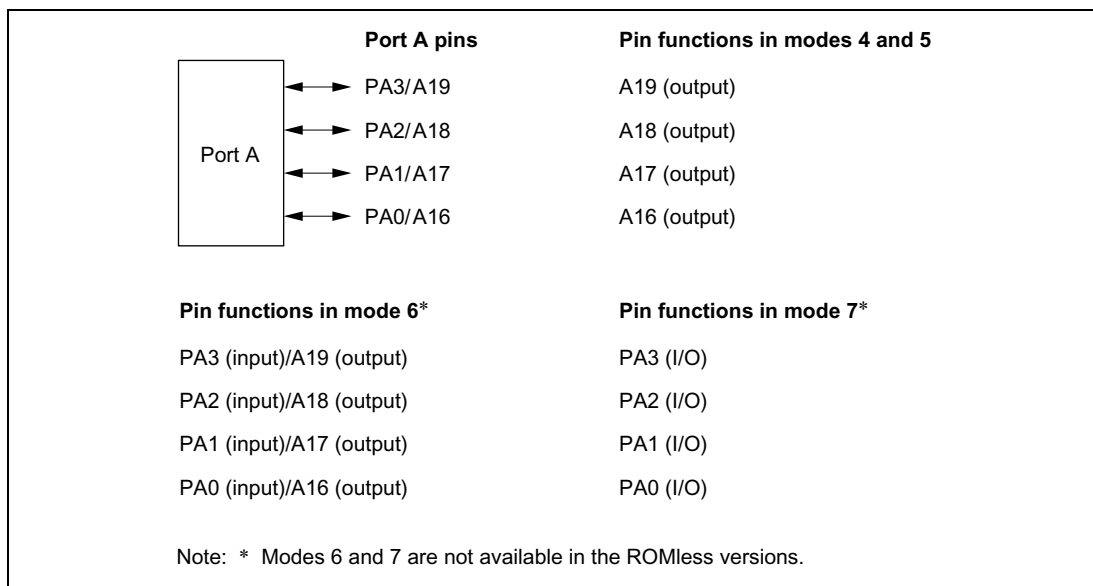 Port A pins Pin functions in modes 4 and 5
PA3/A19 A19 (output)
PA2/A18 A18 (output)
Port A
PA1/A17 A17 (output)
PA0/A16 A16 (output)
Pin functions in mode 6* Pin functions in mode 7*
PA3 (input)/A19 (output) PA3 (I/O)
PA2 (input)/A18 (output) PA2 (I/O)
PA1 (input)/A17 (output) PA1 (I/O)
PA0 (input)/A16 (output) PA0 (I/O)
Note: * Modes 6 and 7 are not available in the ROMless versions.